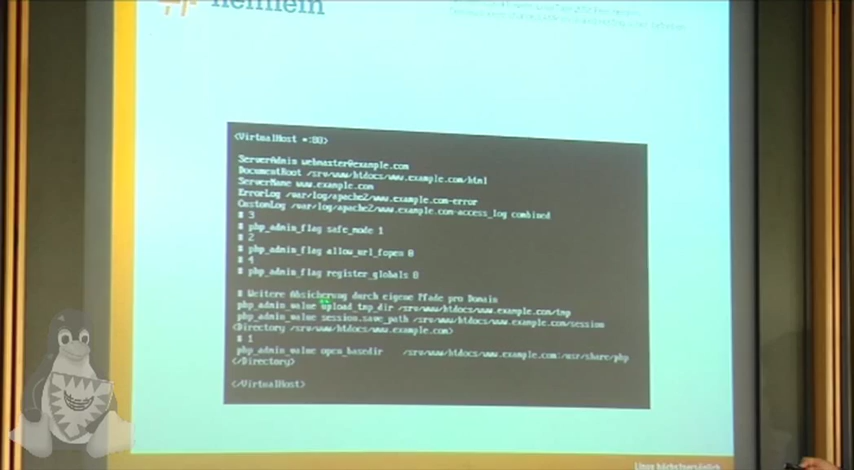 heinlein
<VirtualHost *:80>
ServerAdmin webmaster@example.com
DocumentRoot /srv/www/htdocs/www.example.com/html
ServerName www.example.com
ErrorLog /var/log/apache2/www.example.com-error
CustomLog /var/log/apache2/www.example.com-access_log combined
# 3
# php_admin_flag safe_mode 1
# 2
# php_admin_flag allow_url_fopen 0
# 4
# php_admin_flag register_globals 0
# Weitere Absicherung durch eigene Pfade pro Domain
php_admin_value upload_tmp_dir /srv/www/htdocs/www.example.com/tmp
php_admin_value session.save_path /srv/www/htdocs/www.example.com/session
<Directory /srv/www/htdocs/www.example.com>
# 1
php_admin_value open_basedir /srv/www/htdocs/www.example.com:/usr/share/php
</Directory>
</VirtualHost>
Linux höchstpersönlich